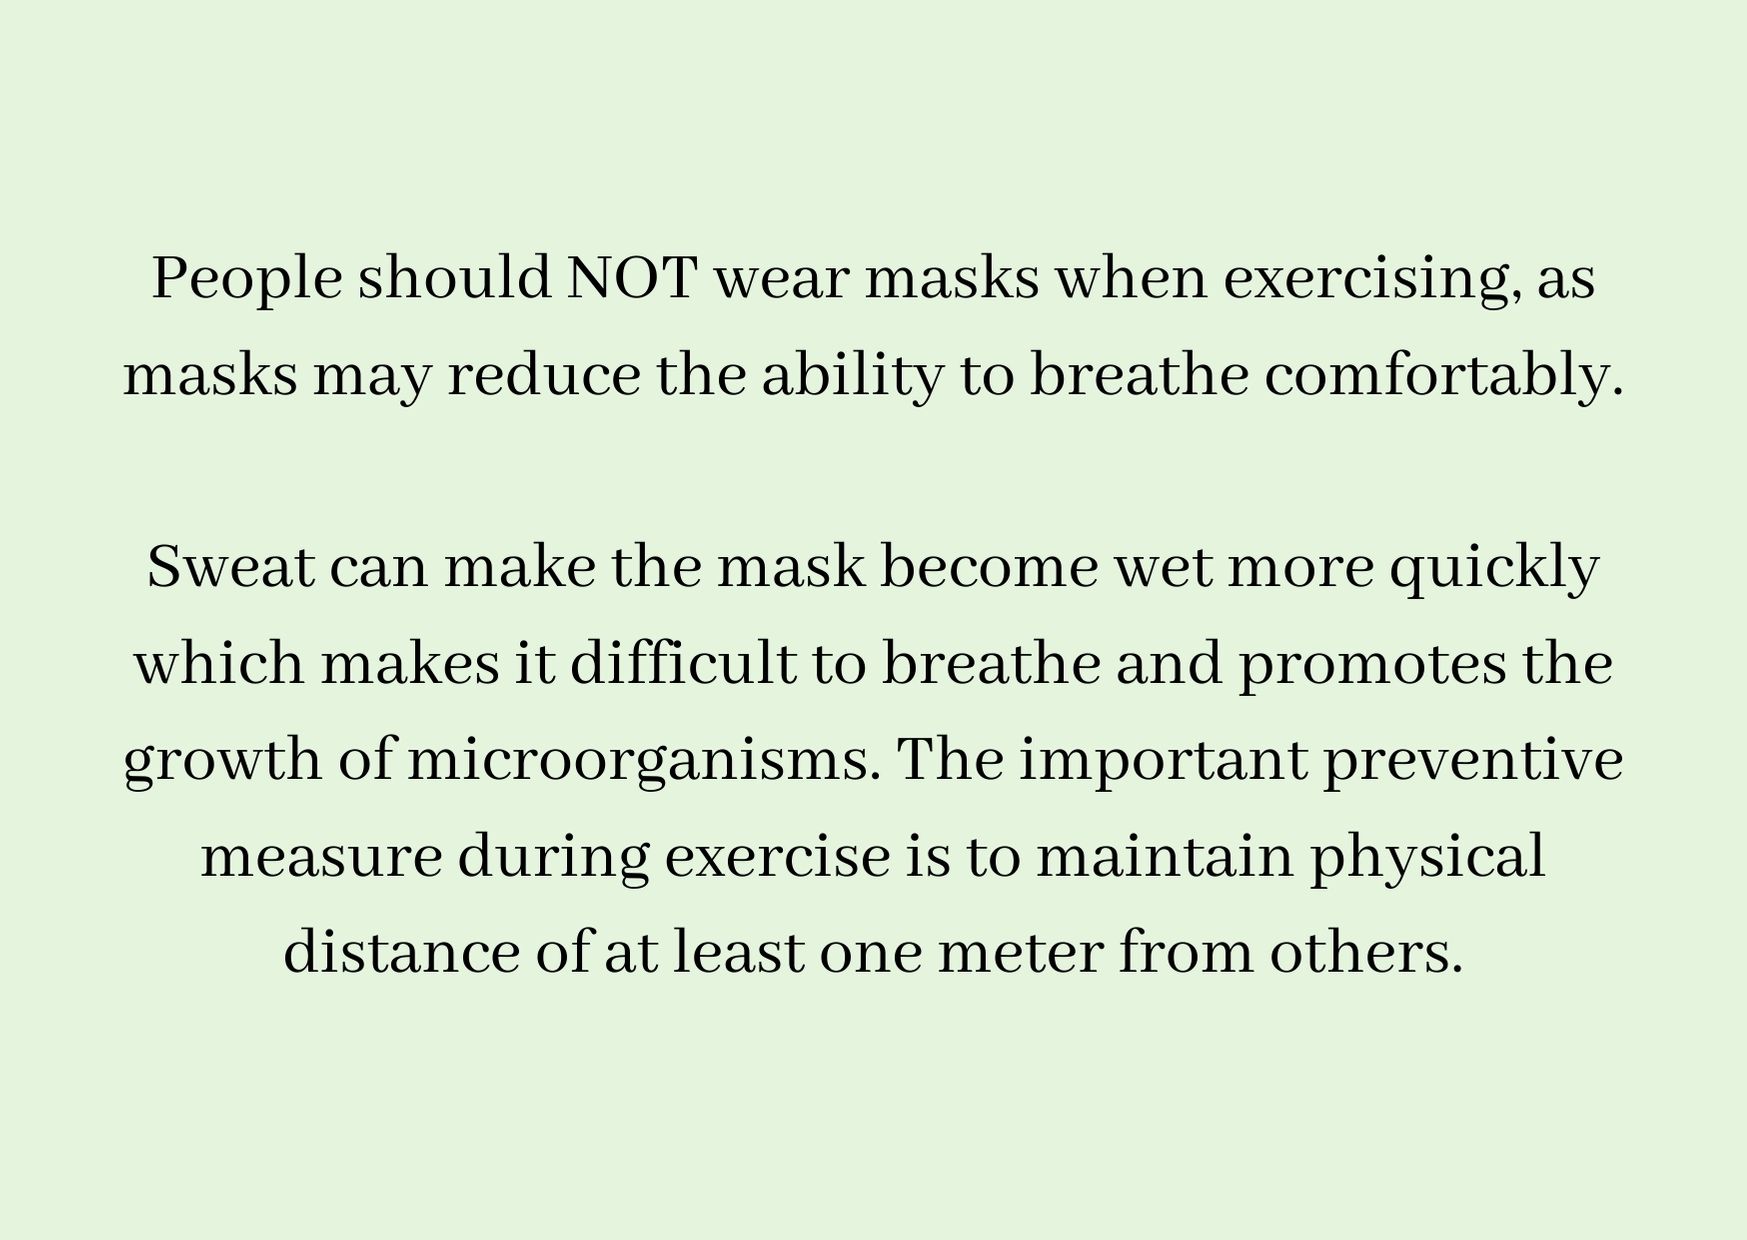 People should NOT wear masks when exercising, as
masks may reduce the ability to breathe comfortably.
Sweat can make the mask become wet more quickly
which makes it difficult to breathe and promotes the
growth of microorganisms. The important preventive
measure during exercise is to maintain physical
distance of at least one meter from others.